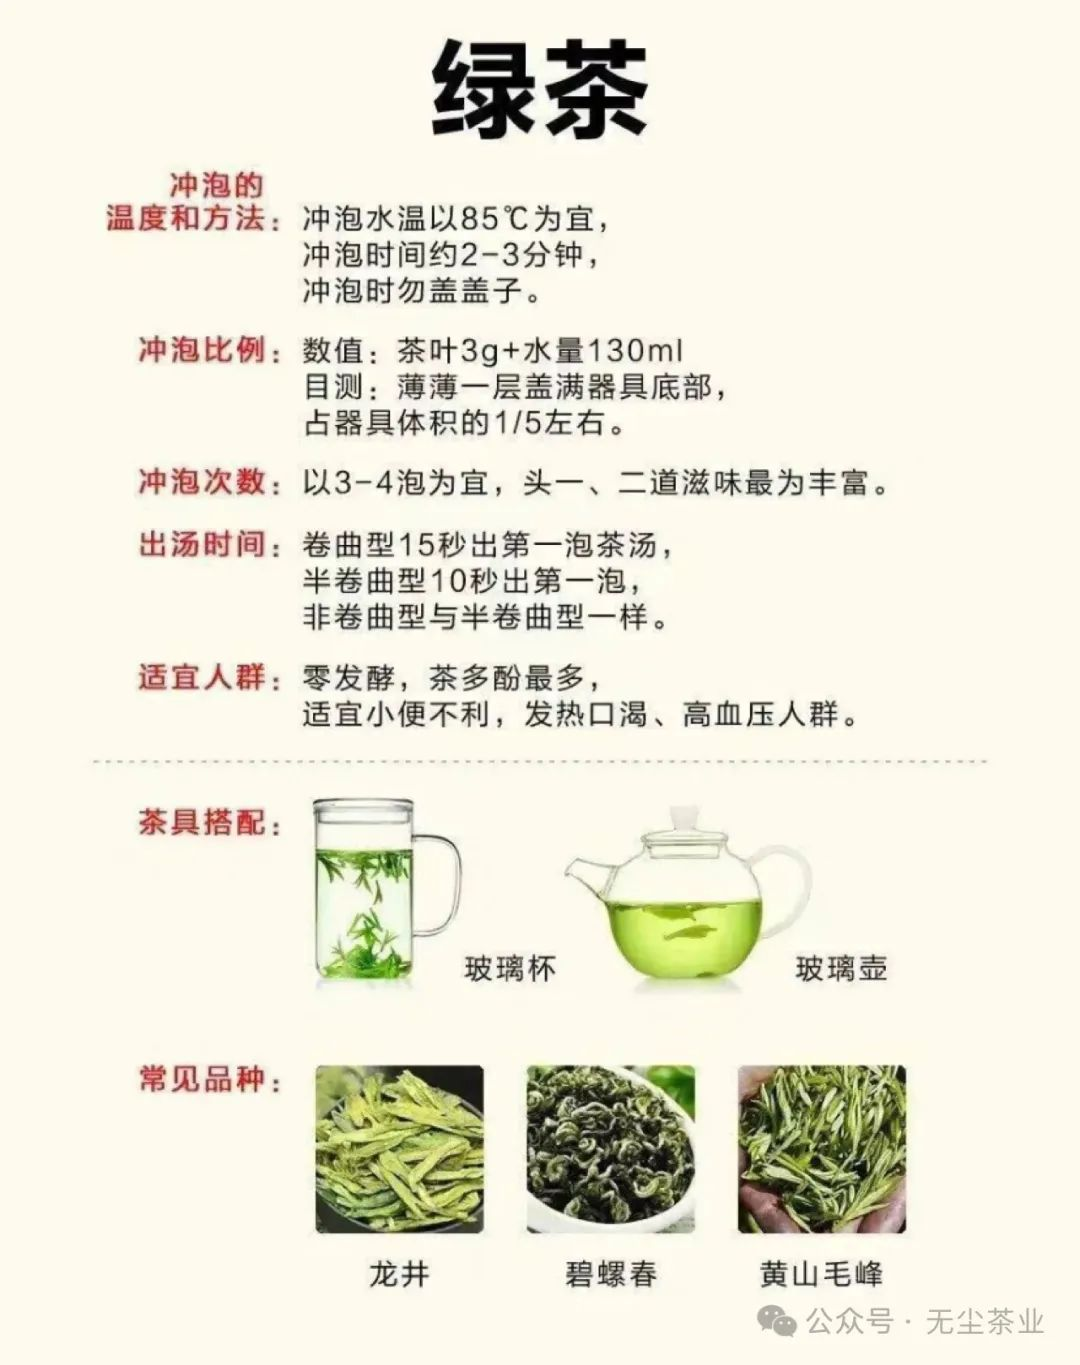 绿茶
冲泡的
温度和方法：冲泡水温以85℃为宜，
冲泡时间约2-3分钟，
冲泡时勿盖盖子。
冲泡比例：数值：茶叶3g+水量130ml
目测：薄薄一层盖满器具底部，
占器具体积的1/5左右。
冲泡次数：以3-4泡为宜，头一、二道滋味最为丰富。
出汤时间：卷曲型15秒出第一泡茶汤，
半卷曲型10秒出第一泡，
非卷曲型与半卷曲型一样。
适宜人群：零发酵，茶多酚最多，
适宜小便不利，发热口渴、高血压人群。
茶具搭配：
玻璃杯
玻璃壶
常见品种：
龙井
碧螺春
黄山毛峰
公众号·无尘茶业